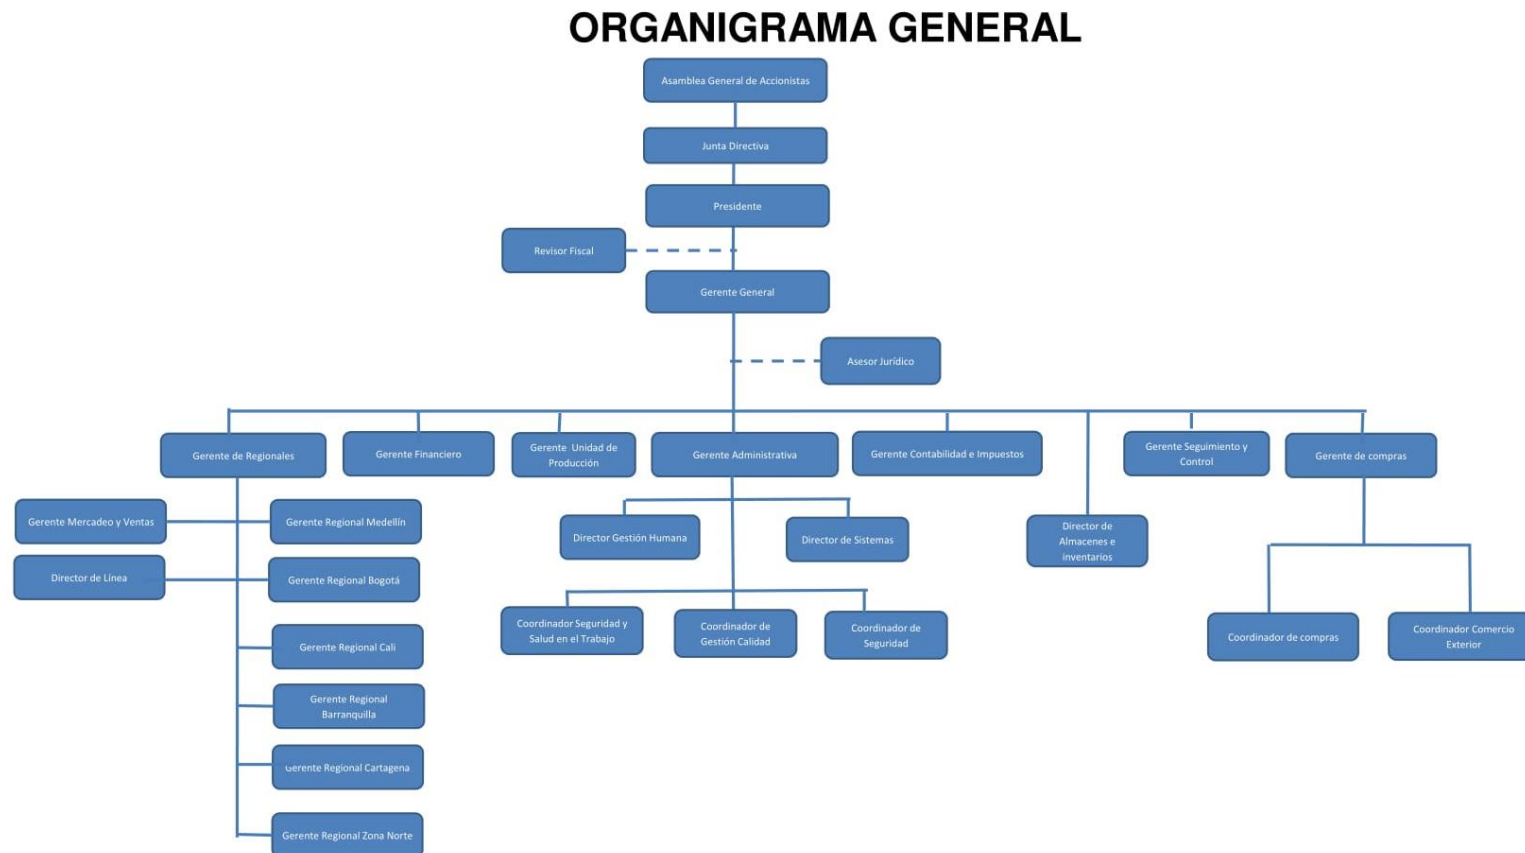 ORGANIGRAMA GENERAL
Asamblea General de Accionistas
Junta Directiva
Presidente
Revisor Fiscal
Gerente General
Asesor Jurídico
Gerente de Regionales
Gerente Financiero
Gerente Unidad de
Producción
Gerente Administrativa
Gerente Contabilidad e Impuestos
Gerente Seguimiento y
Control
Gerente de compras
Gerente Mercadeo y Ventas
Gerente Regional Medellín
Director Gestión Humana
Director de Sistemas
Director de
Almacenes e
inventarios
Director de Línea
Gerente Regional Bogotá
Coordinador Seguridad y
Salud en el Trabajo
Coordinador de
Gestión Calidad
Coordinador de
Seguridad
Coordinador de compras
Coordinador Comercio
Exterior
Gerente Regional Cali
Gerente Regional
Barranquilla
Gerente Regional Cartagena
Gerente Regional Zona Norte